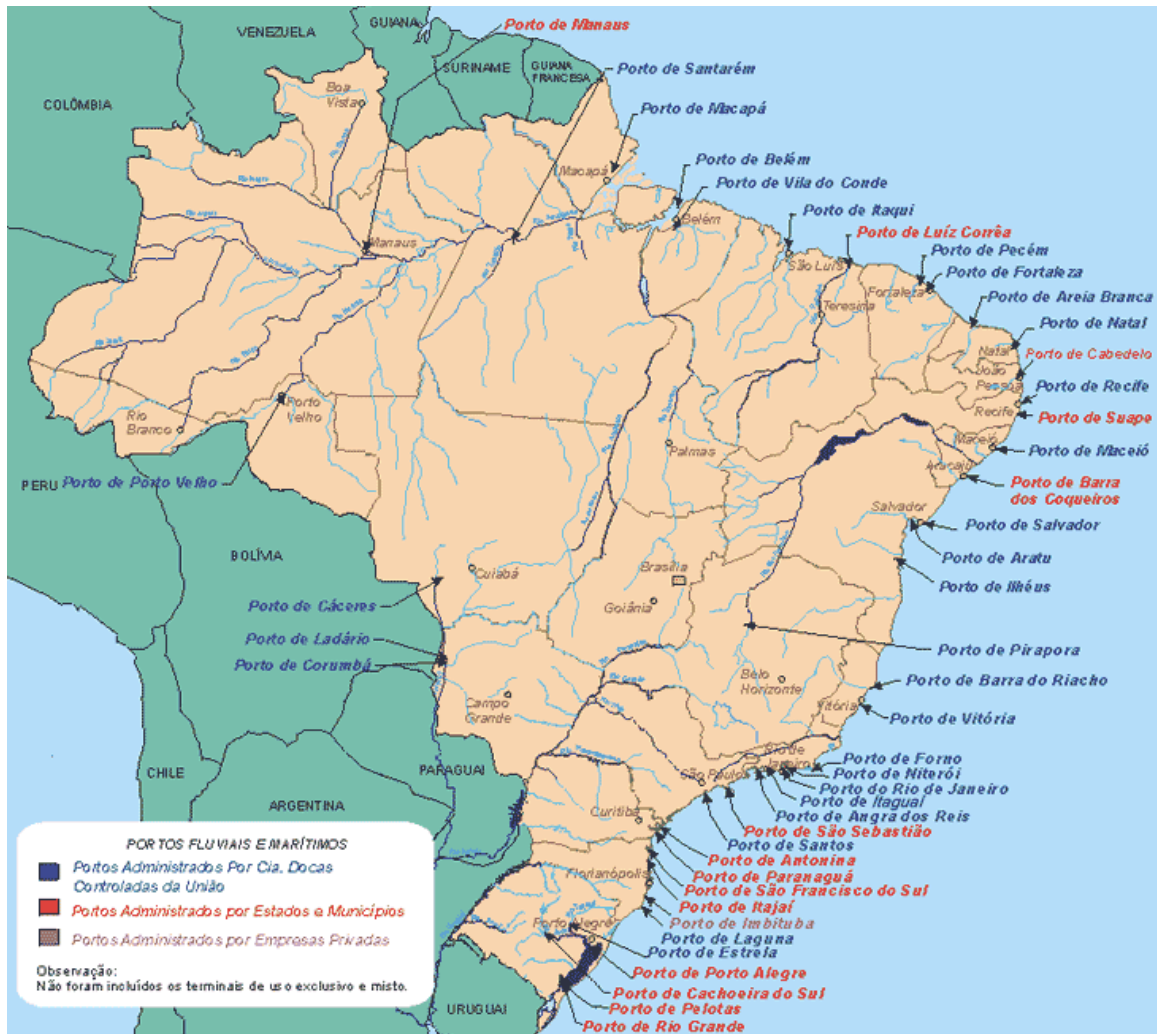 VENEZUELA
GUIANA
Porto de Manaus
SURINAME
GUIANA
FRANCESA
Porto de Santarém
COLÔMBIA
Boa
Vista
Porto de Macapá
Macapá
Porto de Belém
Porto de Vila do Conde
Belém
Porto de Itaqui
Porto de Luíz Corrêa
Manaus
São Luís
Porto de Pecém
Porto de Fortaleza
Fortaleza
Teresina
Porto de Areia Branca
Porto de Natal
Natal
Porto de Cabedelo
João
Pessoa
Porto de Recife
Recife
Porto de Suape
Porto
Velho
Rio
Branco
Palmas
Maceió
Porto de Maceió
Aracaju
PERU
Porto de Pôrto Velho
Porto de Barra
dos Coqueiros
Salvador
Porto de Salvador
BOLÍVIA
Porto de Aratu
Cuiabá
Brasília
Porto de Ilhéus
Porto de Cáceres
Goiânia
Porto de Ladário
Porto de Corumbá
Porto de Pirapora
Belo
Horizonte
Porto de Barra do Riacho
Campo
Grande
Vitória
Porto de Vitória
CHILE
PARAGUAI
Rio de
Janeiro
Porto de Forno
São Paulo
Porto de Niterói
Porto do Rio de Janeiro
Porto de Itaguaí
ARGENTINA
Curitiba
Porto de Angra dos Reis
Porto de São Sebastião
Porto de Santos
Porto de Antonina
Porto de Paranaguá
Florianópolis
Porto de São Francisco do Sul
Porto de Itajaí
Porto Alegre
Porto de Imbituba
Porto de Laguna
Porto de Estrela
Porto de Porto Alegre
Porto de Cachoeira do Sul
URUGUAI
Porto de Pelotas
Porto de Rio Grande
PORTOS FLUVIAIS E MARÍTIMOS
Portos Administrados Por Cia. Docas
Controladas da União
Portos Administrados por Estados e Municípios
Portos Administrados por Empresas Privadas
Observação:
Não foram incluídos os terminais de uso exclusivo e misto.